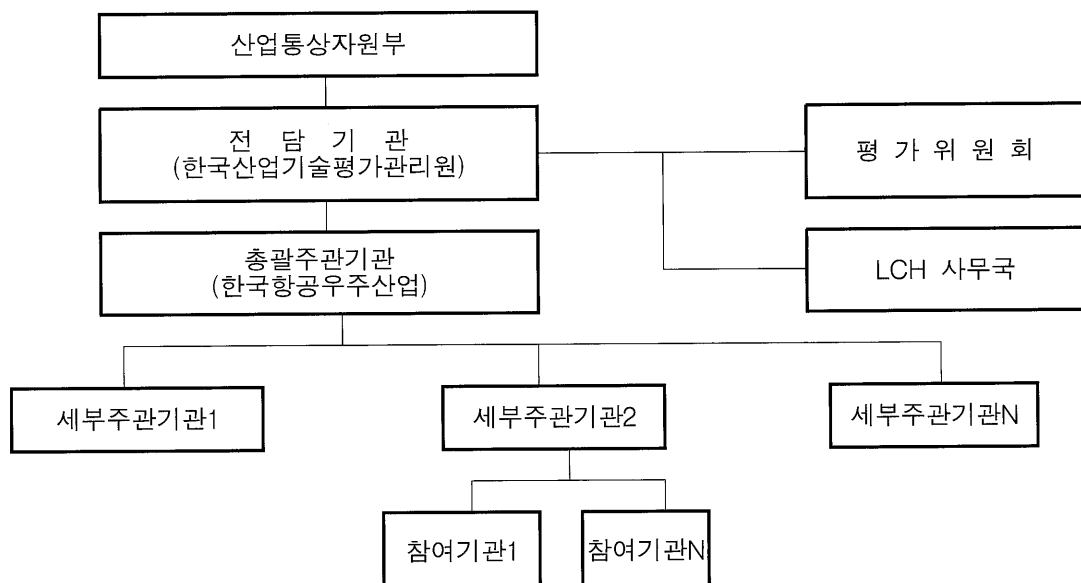 산업통상자원부
전 담 기 관
(한국산업기술평가관리원)
평 가 위 원 회
총괄주관기관
(한국항공우주산업)
LCH 사무국
세부주관기관1
세부주관기관2
세부주관기관N
참여기관1
참여기관N